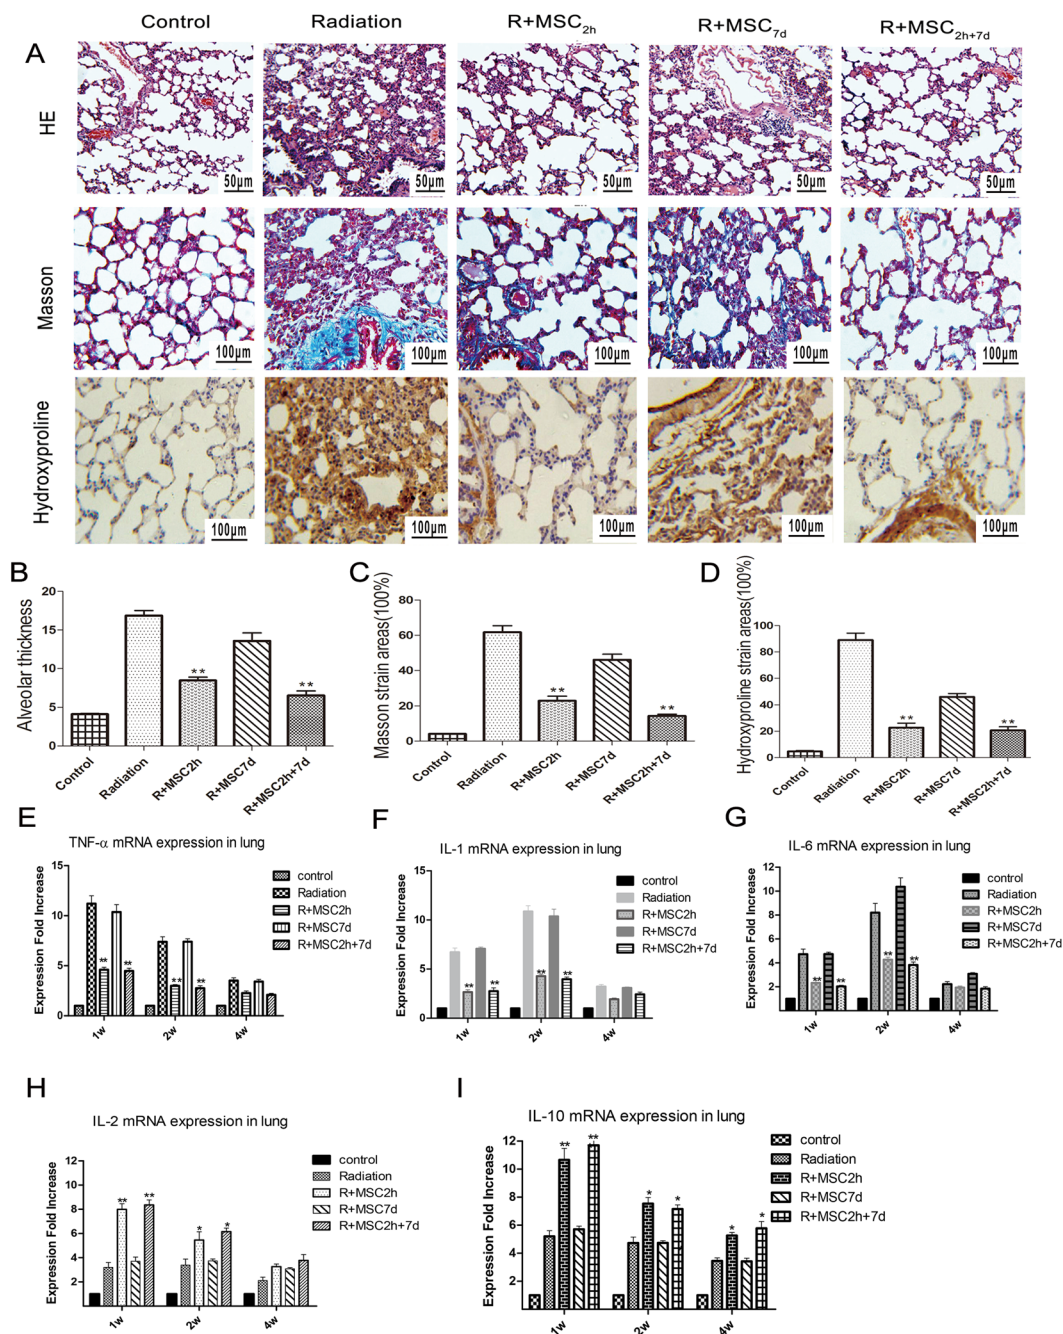 Control Radiation R+MSC2h R+MSC7d R+MSC2h+7d
A
HE
50μm 50μm 50μm 50μm 50μm
Masson
100μm 100μm 100μm 100μm 100μm
Hydroxyproline
100μm 100μm 100μm 100μm 100μm
B
Alveolar thickness
20
15
10
5
0
** **
Control Radiation R+MSC2h R+MSC7d R+MSC2h+7d
C
Masson strain areas(100%)
80
60
40
20
0
** **
Control Radiation R+MSC2h R+MSC7d R+MSC2h+7d
D
Hydroxyproline strain areas(100%)
100
80
60
40
20
0
** **
Control Radiation R+MSC2h R+MSC7d R+MSC2h+7d
E
TNF-α mRNA expression in lung
Expression Fold Increase
15
10
5
0
** ** ** **
1w 2w 4w
control
Radiation
R+MSC2h
R+MSC7d
R+MSC2h+7d
F
IL-1 mRNA expression in lung
Expression Fold Increase
15
10
5
0
** ** ** **
1w 2w 4w
control
Radiation
R+MSC2h
R+MSC7d
R+MSC2h+7d
G
IL-6 mRNA expression in lung
Expression Fold Increase
12
10
8
6
4
2
** ** ** **
1w 2w 4w
control
Radiation
R+MSC2h
R+MSC7d
R+MSC2h+7d
H
IL-2 mRNA expression in lung
Expression Fold Increase
12
10
8
6
4
2
** ** * *
1w 2w 4w
control
Radiation
R+MSC2h
R+MSC7d
R+MSC2h+7d
I
IL-10 mRNA expression in lung
Expression Fold Increase
12
10
8
6
4
2
** ** * * * *
1w 2w 4w
control
Radiation
R+MSC2h
R+MSC7d
R+MSC2h+7d